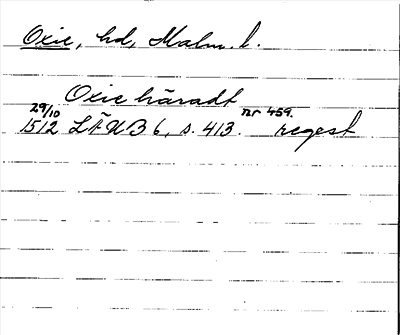 Oxie, hd, Malm. l.
Oxie häradt
29/10 nr 459.
1512 LÄUB 6, s. 413. regest